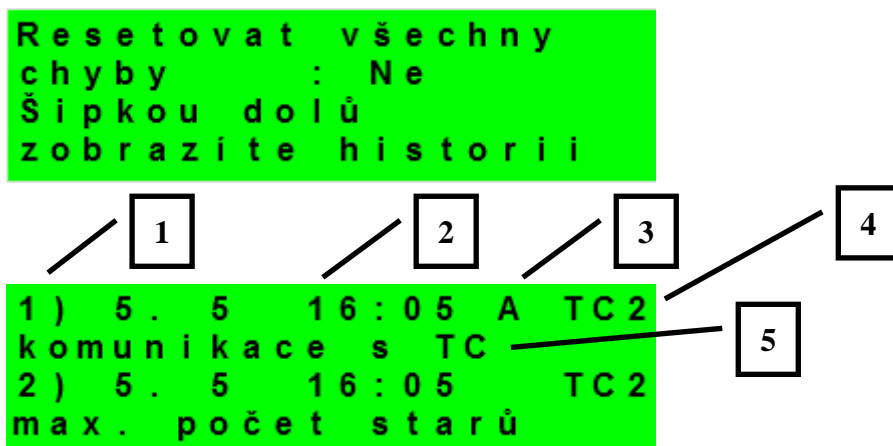 Resetovat všechny
chyby : Ne
Šipkou dolů
zobrazíte historii
1 2 3 4
1) 5. 5 16:05 A TC2
komunikace s TC
5
2) 5. 5 16:05 TC2
max. počet starů